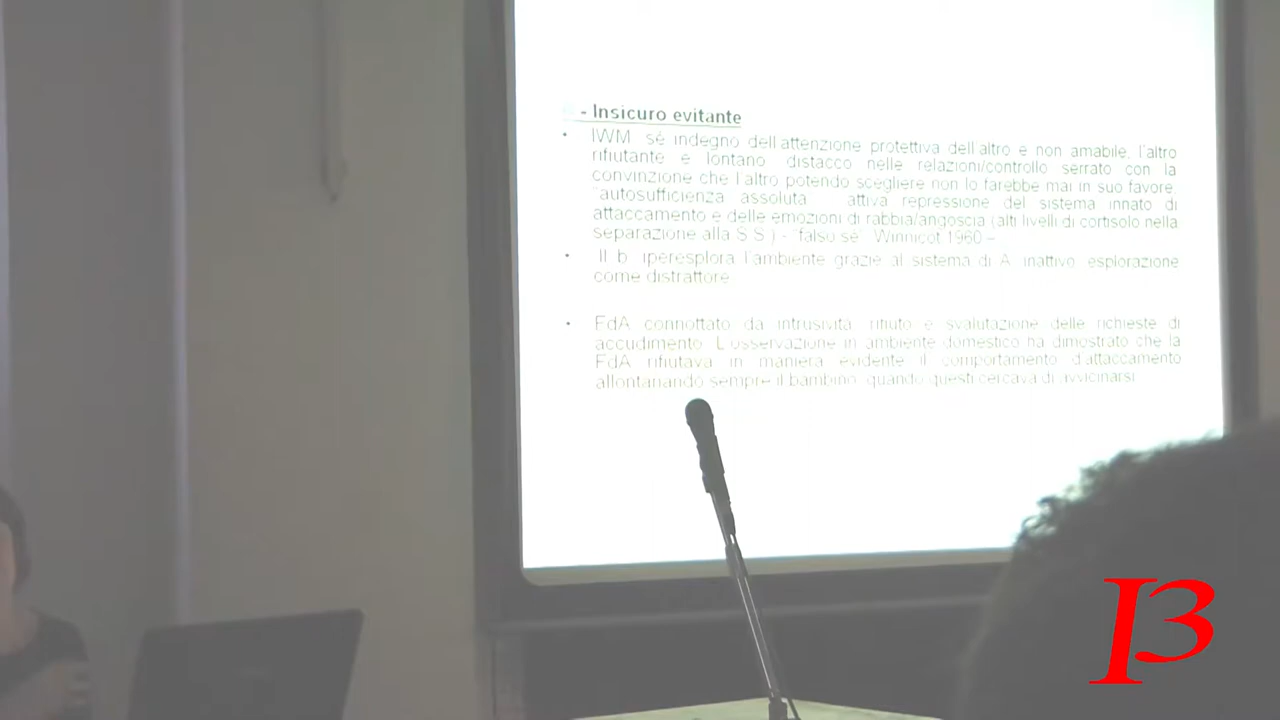 - Insicuro evitante
• IWM sé indegno dell'attenzione protettiva dell'altro e non amabile, l'altro
rifiutante e lontano distacco nelle relazioni/controllo serrato con la
convinzione che l'altro potendo scegliere non lo farebbe mai in suo favore,
"autosufficienza assoluta attiva repressione del sistema innato di
attaccamento e delle emozioni di rabbia/angoscia (alti livelli di cortisolo nella
separazione alla S.S.) - "falso sé" Winnicot 1960 –
• Il b. iperesplora l'ambiente grazie al sistema di A. inattivo esplorazione
come distrattore
• FdA connottato da intrusività rifiuto e svalutazione delle richieste di
accudimento. L'osservazione in ambiente domestico ha dimostrato che la
FdA rifiutava in maniera evidente il comportamento d'attaccamento
allontanando sempre il bambino quando questi cercava di avvicinarsi
13